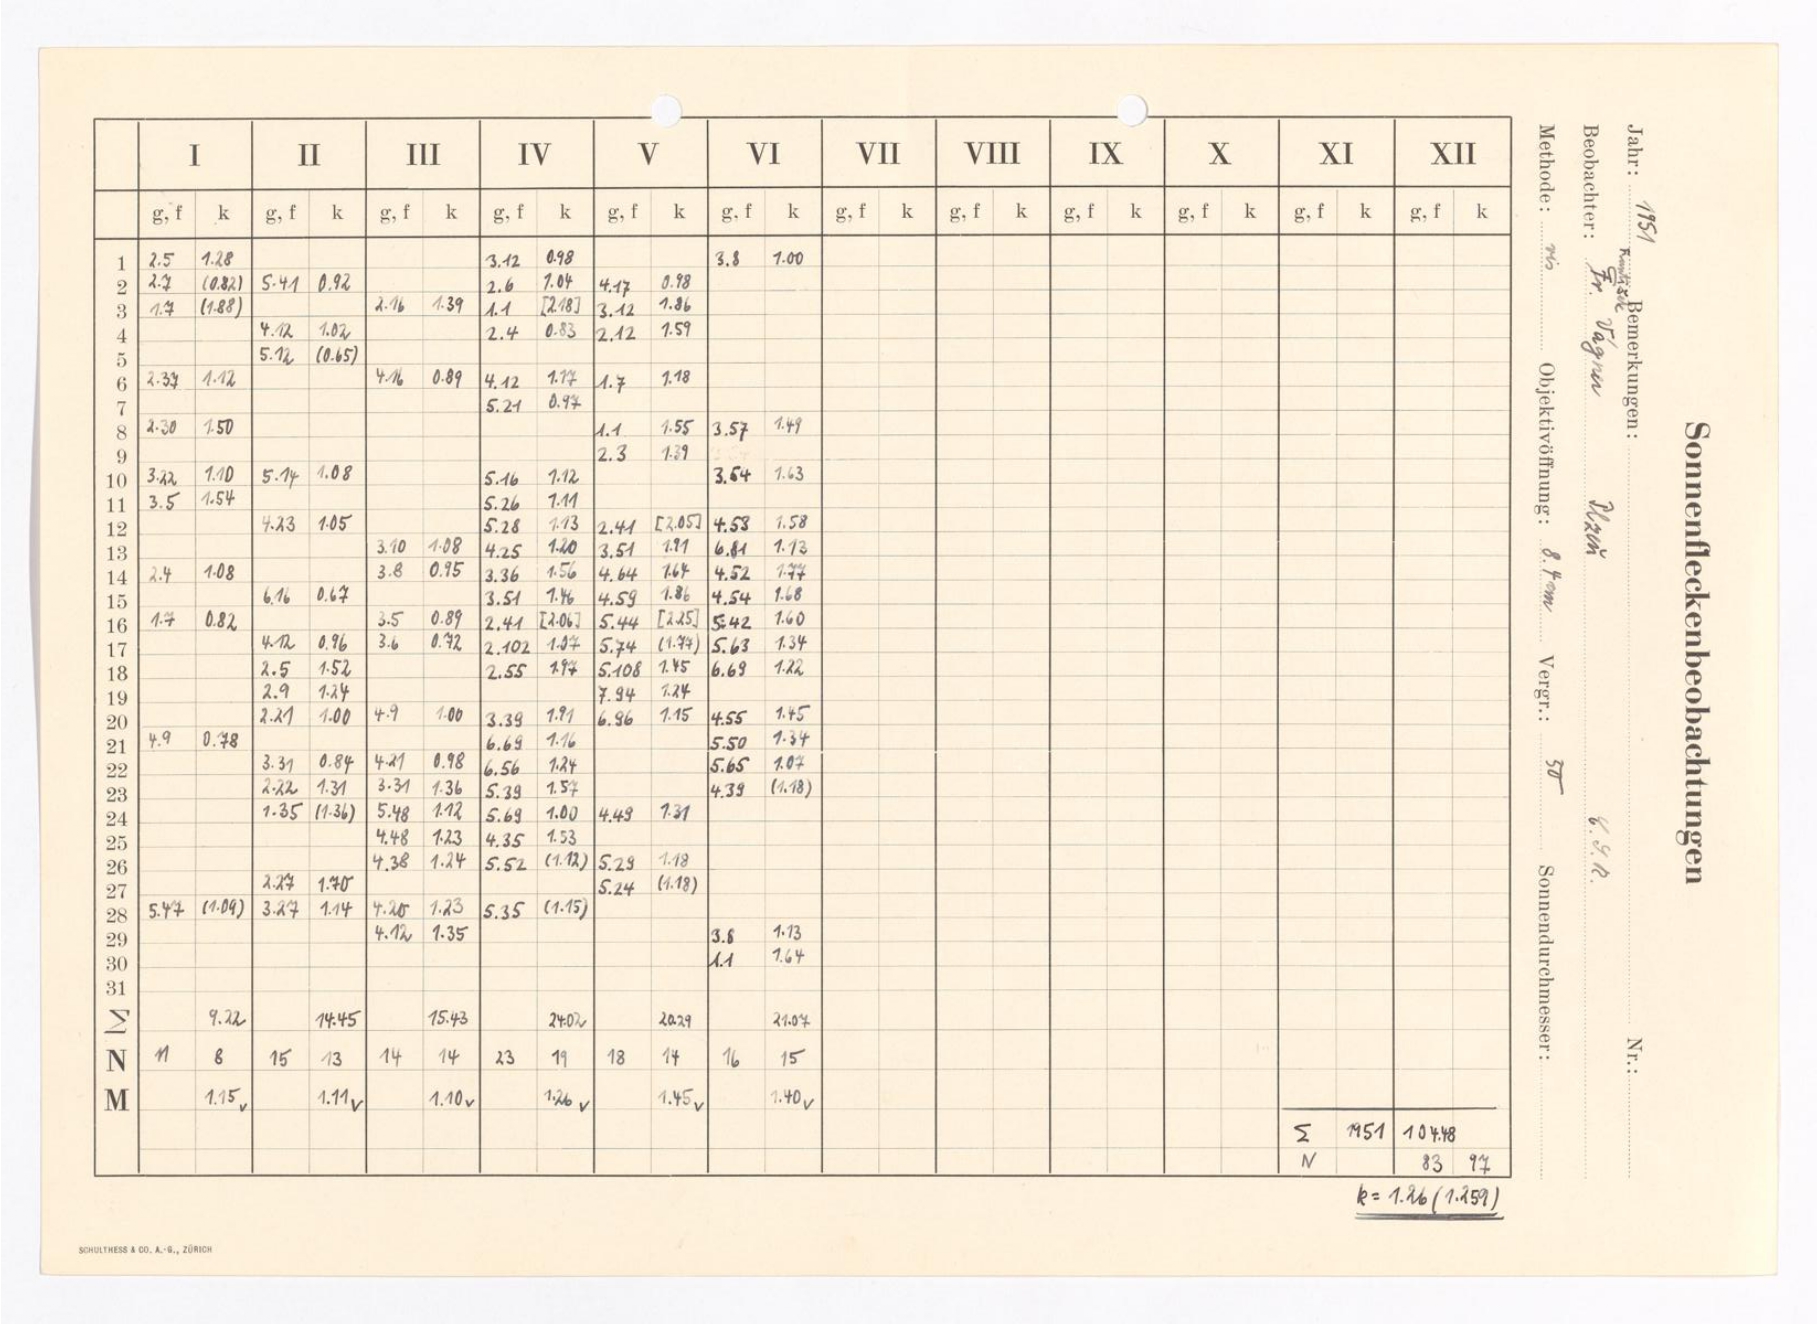 Sonnenfleckenbeobachtungen
Jahr: 1951 Bemerkungen: Nr.:
Beobachter: Fr. Vágner Plzeň Č.S.R.
Methode: vis Objektivöffnung: 8.4 cm Vergr.: 50 Sonnendurchmesser:
I II III IV V VI VII VIII IX X XI XII
g, f k g, f k g, f k g, f k g, f k g, f k g, f k g, f k g, f k g, f k g, f k g, f k
1 2.5 1.28 3.12 0.98 3.8 1.00
2 2.7 (0.82) 5.41 0.92 2.6 1.04 4.17 0.98
3 1.7 (1.88) 2.16 1.39 1.1 [2.18] 3.12 1.86
4 4.12 1.02 2.4 0.83 2.12 1.59
5 5.12 (0.65)
6 2.37 1.12 4.16 0.89 4.12 1.17 1.7 1.18
7 5.21 0.97
8 2.30 1.50 1.1 1.55 3.57 1.49
9 2.3 1.39
10 3.22 1.10 5.14 1.08 5.16 1.12 3.54 1.63
11 3.5 1.54 5.26 1.11
12 4.23 1.05 5.28 1.13 2.41 [2.05] 4.53 1.58
13 3.10 1.08 4.25 1.20 3.51 1.91 6.81 1.13
14 2.4 1.08 3.8 0.95 3.36 1.56 4.64 1.64 4.52 1.77
15 6.16 0.67 3.51 1.46 4.59 1.86 4.54 1.68
16 1.7 0.82 3.5 0.89 2.41 [2.06] 5.44 [2.25] 5.42 1.60
17 4.12 0.96 3.6 0.72 2.102 1.07 5.74 (1.77) 5.63 1.34
18 2.5 1.52 2.55 1.97 5.108 1.45 6.69 1.22
19 2.9 1.24 7.94 1.24
20 2.21 1.00 4.9 1.00 3.39 1.91 6.96 1.15 4.55 1.45
21 4.9 0.78 6.69 1.16 5.50 1.34
22 3.31 0.84 4.21 0.98 6.56 1.24 5.65 1.07
23 2.22 1.31 3.31 1.36 5.39 1.57 4.39 (1.18)
24 1.35 (1.36) 5.48 1.12 5.69 1.00 4.49 1.31
25 4.48 1.23 4.35 1.53
26 4.38 1.24 5.52 (1.12) 5.29 1.18
27 2.27 1.70 5.24 (1.18)
28 5.47 (1.09) 3.27 1.14 4.20 1.23 5.35 (1.15)
29 4.12 1.35 3.8 1.13
30 1.1 1.64
31
Σ 9.22 14.45 15.43 24.02 20.29 21.07
N 11 8 15 13 14 14 23 19 18 14 16 15
M 1.15 v 1.11 v 1.10 v 1.26 v 1.45 v 1.40 v
Σ 1951 104.48
N 83 97
k = 1.26 (1.259)
SCHULTHESS & CO. A.-G., ZÜRICH